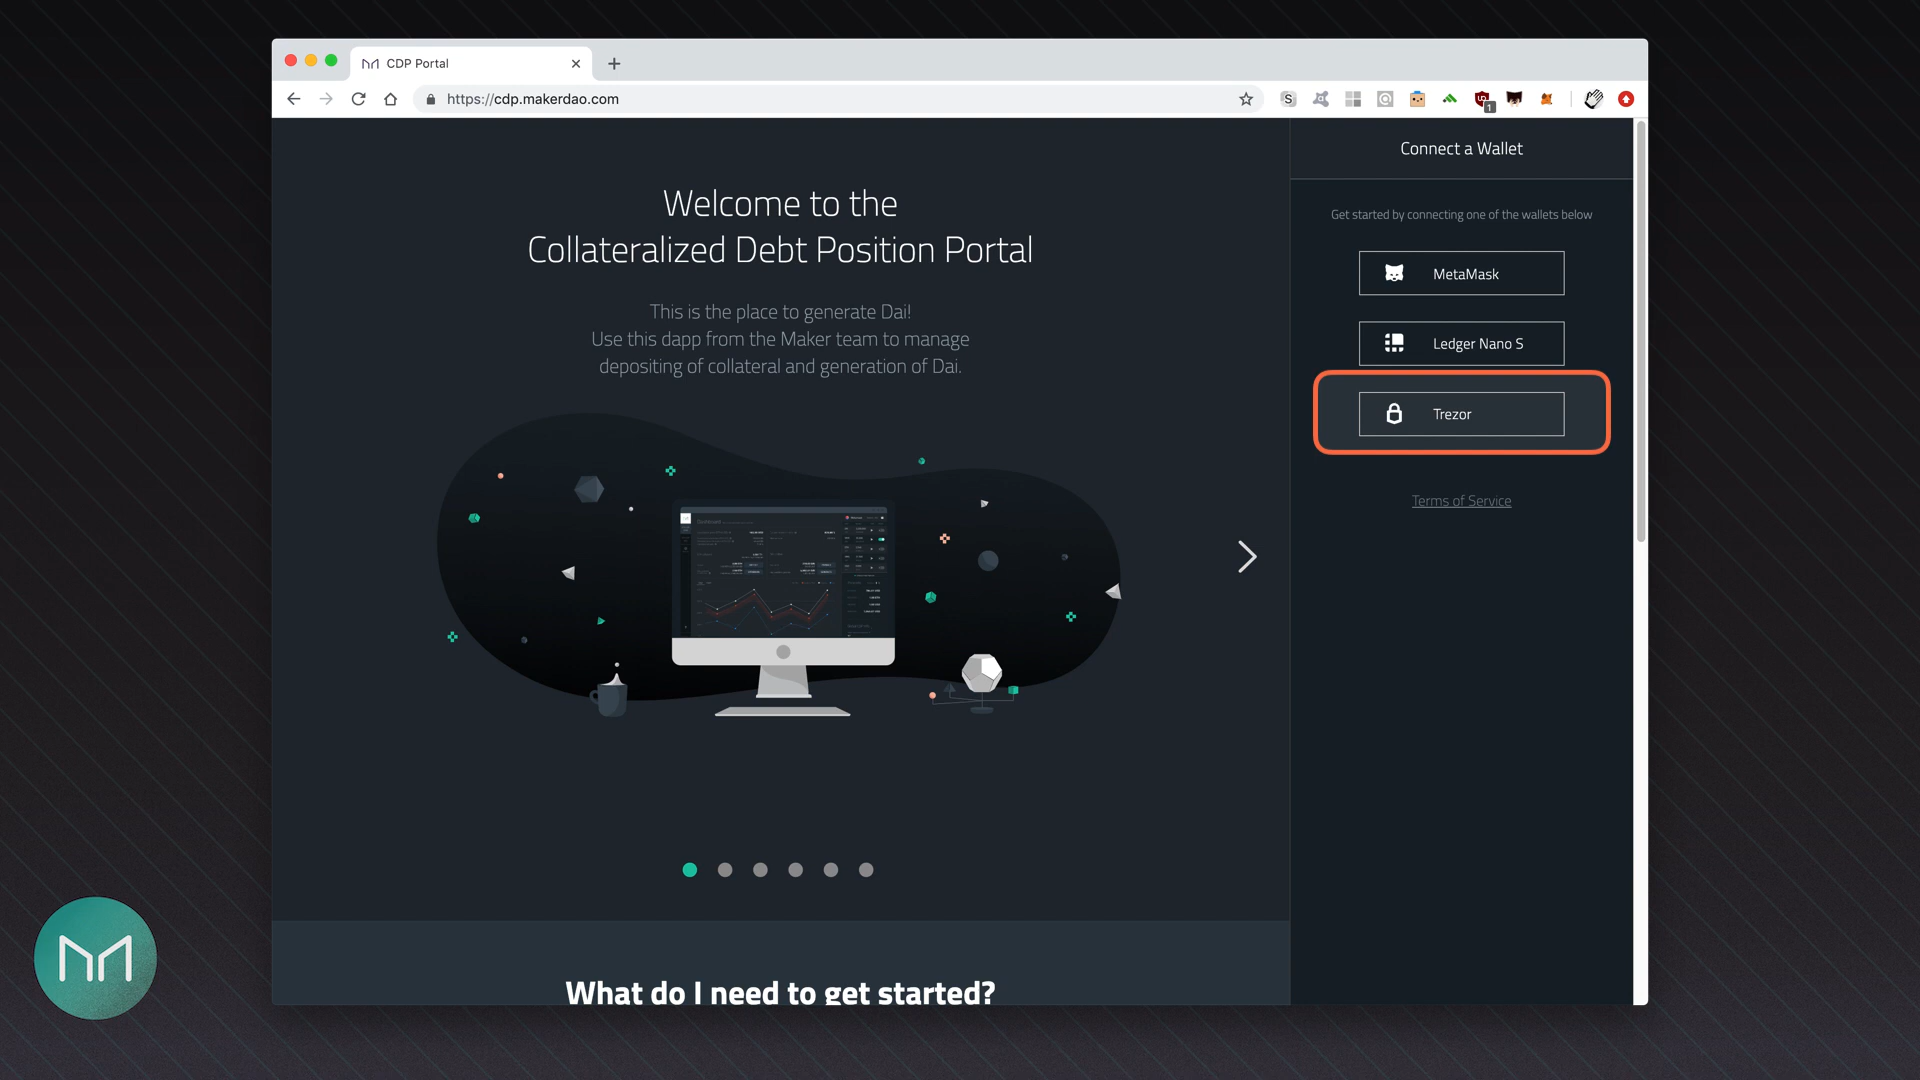 CDP Portal
https://cdp.makerdao.com
S
1
Connect a Wallet
Welcome to the
Collateralized Debt Position Portal
Get started by connecting one of the wallets below
This is the place to generate Dai!
Use this dapp from the Maker team to manage
depositing of collateral and generation of Dai.
MetaMask
Ledger Nano S
Trezor
Terms of Service
What do I need to get started?